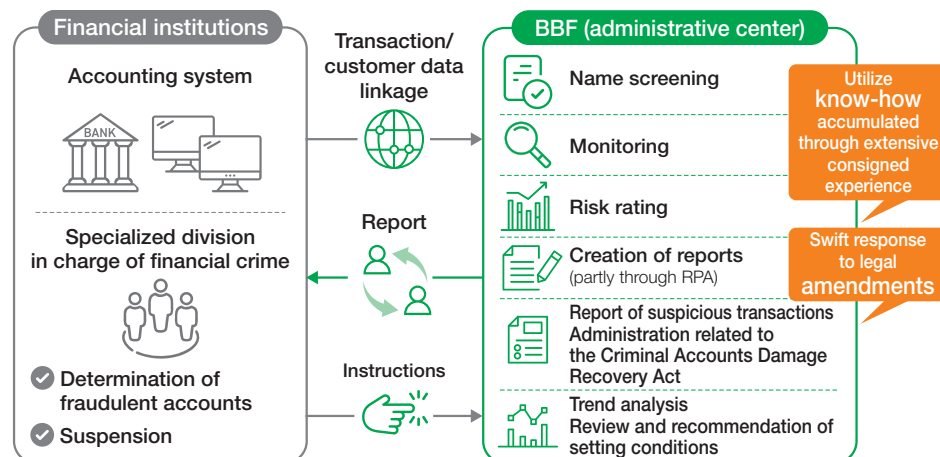 Financial institutions
Accounting system
BANK
Specialized division
in charge of financial crime
Determination of
fraudulent accounts
Suspension
Transaction/
customer data
linkage
Report
Instructions
BBF (administrative center)
Name screening
Monitoring
Risk rating
Creation of reports
(partly through RPA)
Report of suspicious transactions
Administration related to
the Criminal Accounts Damage
Recovery Act
Trend analysis
Review and recommendation of
setting conditions
Utilize
know-how
accumulated
through extensive
consigned
experience
Swift response
to legal
amendments